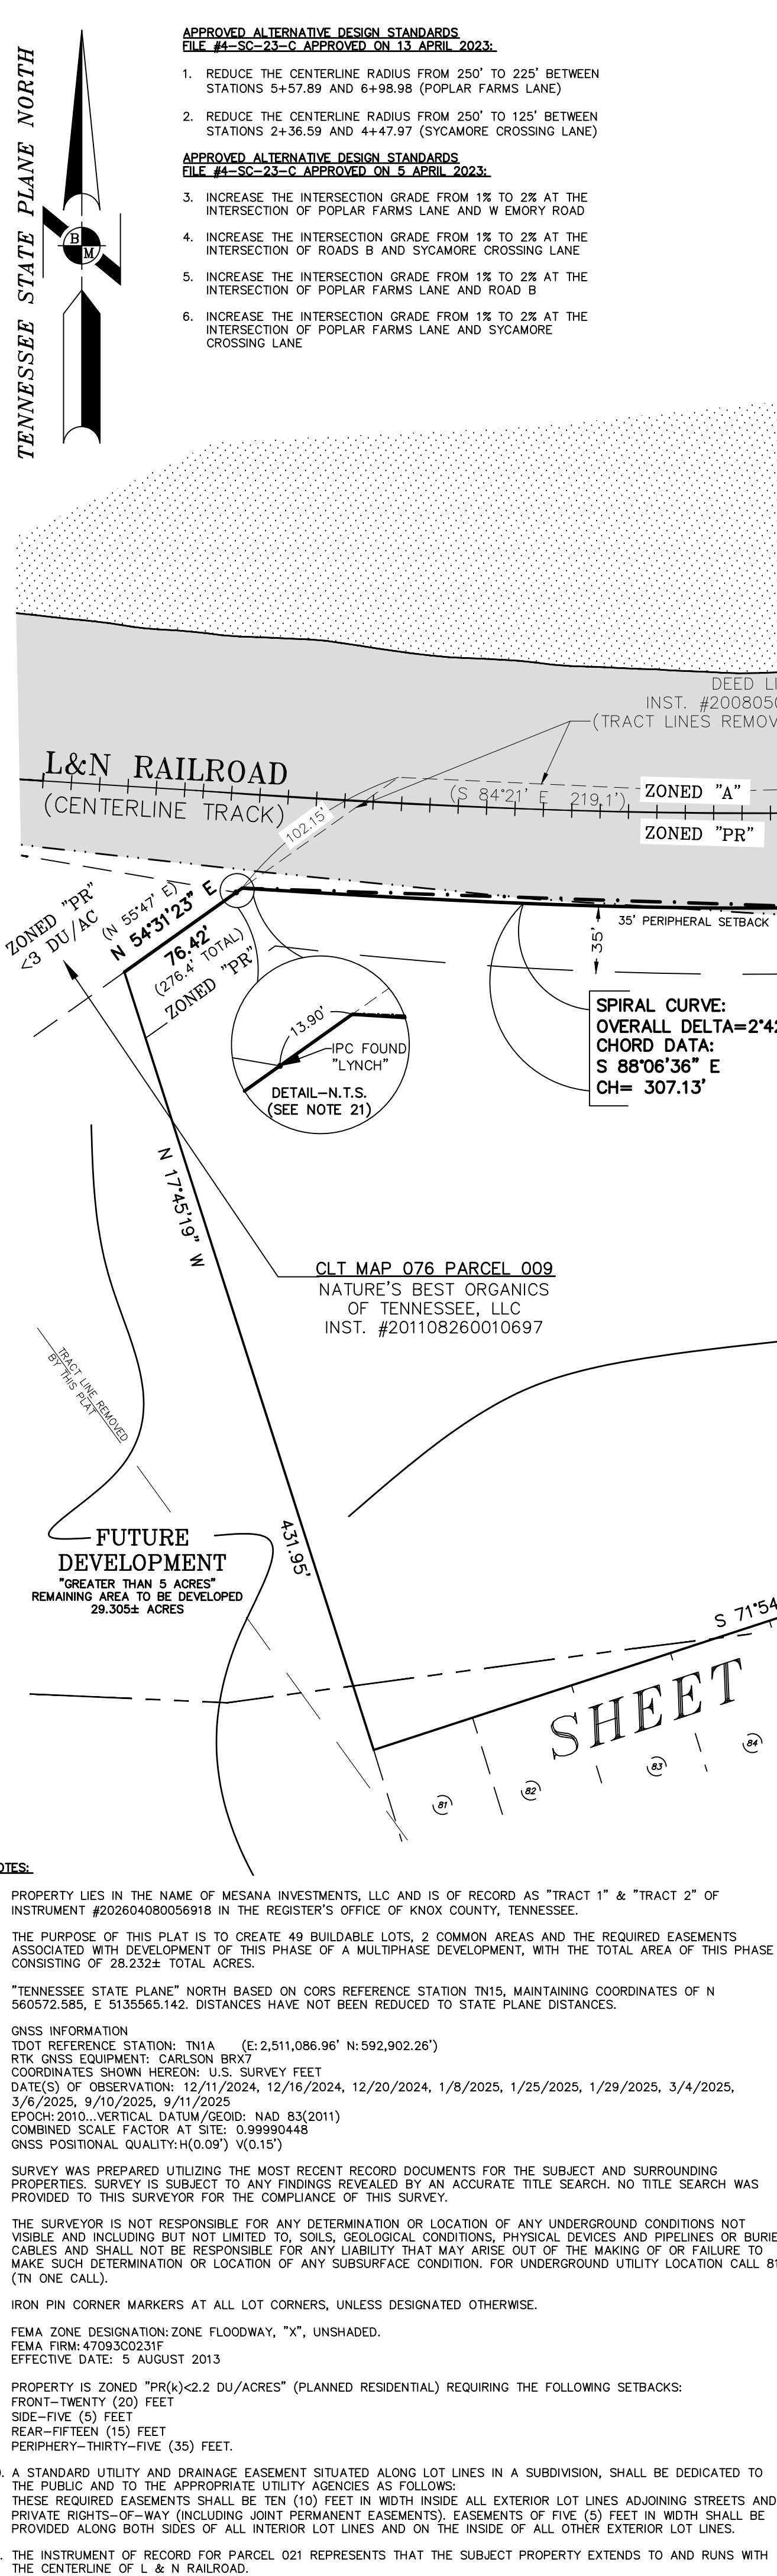 APPROVED ALTERNATIVE DESIGN STANDARDS
FILE #4-SC-23-C APPROVED ON 13 APRIL 2023:
1. REDUCE THE CENTERLINE RADIUS FROM 250' TO 225' BETWEEN
STATIONS 5+57.89 AND 6+98.98 (POPLAR FARMS LANE)
2. REDUCE THE CENTERLINE RADIUS FROM 250' TO 125' BETWEEN
STATIONS 2+36.59 AND 4+47.97 (SYCAMORE CROSSING LANE)
APPROVED ALTERNATIVE DESIGN STANDARDS
FILE #4-SC-23-C APPROVED ON 5 APRIL 2023:
3. INCREASE THE INTERSECTION GRADE FROM 1% TO 2% AT THE
INTERSECTION OF POPLAR FARMS LANE AND W EMORY ROAD
4. INCREASE THE INTERSECTION GRADE FROM 1% TO 2% AT THE
INTERSECTION OF ROADS B AND SYCAMORE CROSSING LANE
5. INCREASE THE INTERSECTION GRADE FROM 1% TO 2% AT THE
INTERSECTION OF POPLAR FARMS LANE AND ROAD B
6. INCREASE THE INTERSECTION GRADE FROM 1% TO 2% AT THE
INTERSECTION OF POPLAR FARMS LANE AND SYCAMORE
CROSSING LANE
TENNESSEE STATE PLANE NORTH
B
M
DEED LI
INST. #200805
(TRACT LINES REMOV
L&N RAILROAD
(CENTERLINE TRACK)
102.15'
(S 84°21' E 219.1')
ZONED "A"
ZONED "PR"
ZONED "PR"
<3 DU/AC
(N 55°47' E)
N 54°31'23" E
76.42'
(276.4' TOTAL)
ZONED "PR"
35' PERIPHERAL SETBACK
35'
13.90'
IPC FOUND
"LYNCH"
DETAIL-N.T.S.
(SEE NOTE 21)
SPIRAL CURVE:
OVERALL DELTA=2°42
CHORD DATA:
S 88°06'36" E
CH= 307.13'
N 17°45'19" W
431.95'
CLT MAP 076 PARCEL 009
NATURE'S BEST ORGANICS
OF TENNESSEE, LLC
INST. #201108260010697
TRACT LINE REMOVED
BY THIS PLAT
FUTURE
DEVELOPMENT
"GREATER THAN 5 ACRES"
REMAINING AREA TO BE DEVELOPED
29.305± ACRES
S 71°54
SHEET
81
82
83
84
OTES:
PROPERTY LIES IN THE NAME OF MESANA INVESTMENTS, LLC AND IS OF RECORD AS "TRACT 1" & "TRACT 2" OF
INSTRUMENT #202604080056918 IN THE REGISTER'S OFFICE OF KNOX COUNTY, TENNESSEE.
THE PURPOSE OF THIS PLAT IS TO CREATE 49 BUILDABLE LOTS, 2 COMMON AREAS AND THE REQUIRED EASEMENTS
ASSOCIATED WITH DEVELOPMENT OF THIS PHASE OF A MULTIPHASE DEVELOPMENT, WITH THE TOTAL AREA OF THIS PHASE
CONSISTING OF 28.232± TOTAL ACRES.
"TENNESSEE STATE PLANE" NORTH BASED ON CORS REFERENCE STATION TN15, MAINTAINING COORDINATES OF N
560572.585, E 5135565.142. DISTANCES HAVE NOT BEEN REDUCED TO STATE PLANE DISTANCES.
GNSS INFORMATION
TDOT REFERENCE STATION: TN1A (E: 2,511,086.96' N: 592,902.26')
RTK GNSS EQUIPMENT: CARLSON BRX7
COORDINATES SHOWN HEREON: U.S. SURVEY FEET
DATE(S) OF OBSERVATION: 12/11/2024, 12/16/2024, 12/20/2024, 1/8/2025, 1/25/2025, 1/29/2025, 3/4/2025,
3/6/2025, 9/10/2025, 9/11/2025
EPOCH: 2010...VERTICAL DATUM/GEOID: NAD 83(2011)
COMBINED SCALE FACTOR AT SITE: 0.99990448
GNSS POSITIONAL QUALITY: H(0.09') V(0.15')
SURVEY WAS PREPARED UTILIZING THE MOST RECENT RECORD DOCUMENTS FOR THE SUBJECT AND SURROUNDING
PROPERTIES. SURVEY IS SUBJECT TO ANY FINDINGS REVEALED BY AN ACCURATE TITLE SEARCH. NO TITLE SEARCH WAS
PROVIDED TO THIS SURVEYOR FOR THE COMPLIANCE OF THIS SURVEY.
THE SURVEYOR IS NOT RESPONSIBLE FOR ANY DETERMINATION OR LOCATION OF ANY UNDERGROUND CONDITIONS NOT
VISIBLE AND INCLUDING BUT NOT LIMITED TO, SOILS, GEOLOGICAL CONDITIONS, PHYSICAL DEVICES AND PIPELINES OR BURIE
CABLES AND SHALL NOT BE RESPONSIBLE FOR ANY LIABILITY THAT MAY ARISE OUT OF THE MAKING OF OR FAILURE TO
MAKE SUCH DETERMINATION OR LOCATION OF ANY SUBSURFACE CONDITION. FOR UNDERGROUND UTILITY LOCATION CALL 81
(TN ONE CALL).
IRON PIN CORNER MARKERS AT ALL LOT CORNERS, UNLESS DESIGNATED OTHERWISE.
FEMA ZONE DESIGNATION: ZONE FLOODWAY, "X", UNSHADED.
FEMA FIRM: 47093C0231F
EFFECTIVE DATE: 5 AUGUST 2013
PROPERTY IS ZONED "PR(k)<2.2 DU/ACRES" (PLANNED RESIDENTIAL) REQUIRING THE FOLLOWING SETBACKS:
FRONT-TWENTY (20) FEET
SIDE-FIVE (5) FEET
REAR-FIFTEEN (15) FEET
PERIPHERY-THIRTY-FIVE (35) FEET.
. A STANDARD UTILITY AND DRAINAGE EASEMENT SITUATED ALONG LOT LINES IN A SUBDIVISION, SHALL BE DEDICATED TO
THE PUBLIC AND TO THE APPROPRIATE UTILITY AGENCIES AS FOLLOWS:
THESE REQUIRED EASEMENTS SHALL BE TEN (10) FEET IN WIDTH INSIDE ALL EXTERIOR LOT LINES ADJOINING STREETS AND
PRIVATE RIGHTS-OF-WAY (INCLUDING JOINT PERMANENT EASEMENTS). EASEMENTS OF FIVE (5) FEET IN WIDTH SHALL BE
PROVIDED ALONG BOTH SIDES OF ALL INTERIOR LOT LINES AND ON THE INSIDE OF ALL OTHER EXTERIOR LOT LINES.
. THE INSTRUMENT OF RECORD FOR PARCEL 021 REPRESENTS THAT THE SUBJECT PROPERTY EXTENDS TO AND RUNS WITH
THE CENTERLINE OF L & N RAILROAD.